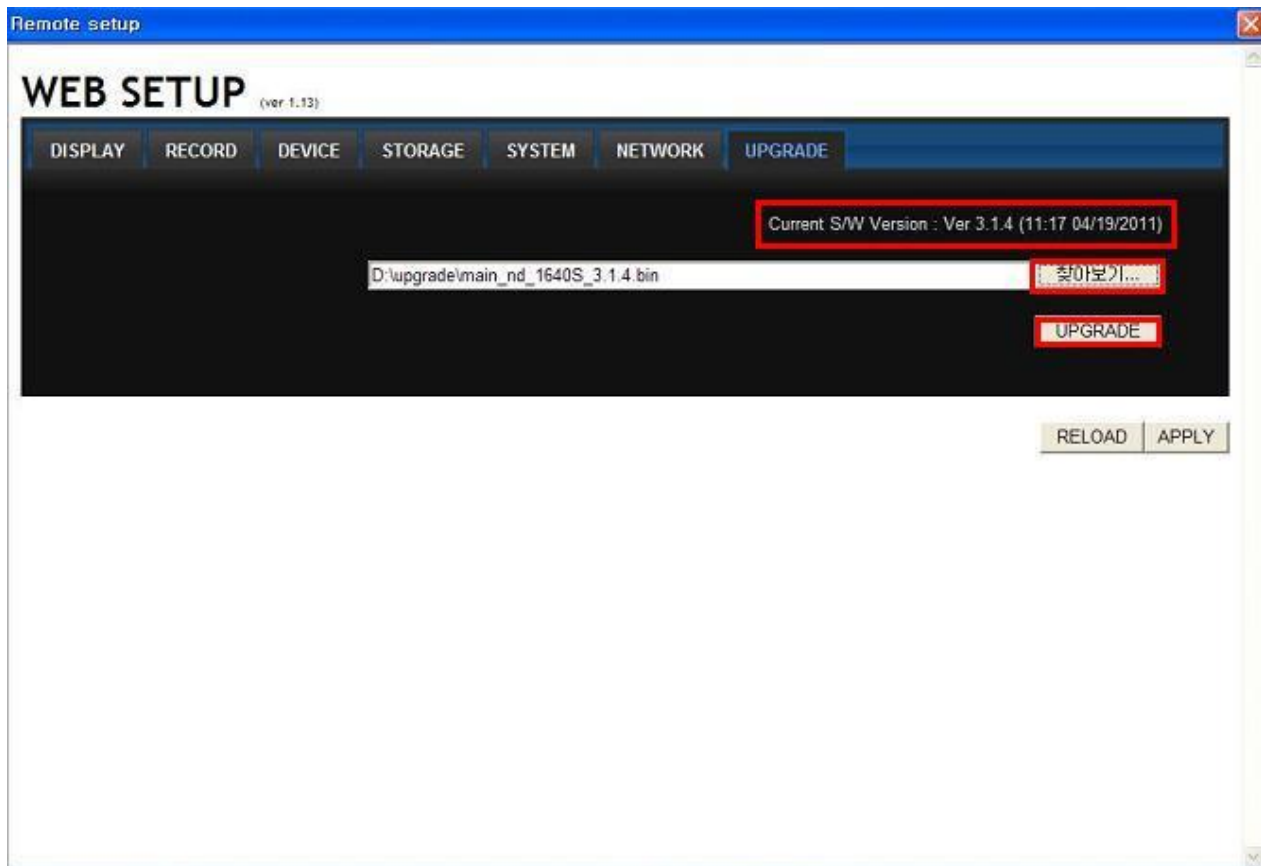 Remote setup
WEB SETUP (ver 1.13)
DISPLAY RECORD DEVICE STORAGE SYSTEM NETWORK UPGRADE
Current S/W Version : Ver 3.1.4 (11:17 04/19/2011)
D:\upgrade\main_nd_1640S_3.1.4.bin 찾아보기...
UPGRADE
RELOAD APPLY